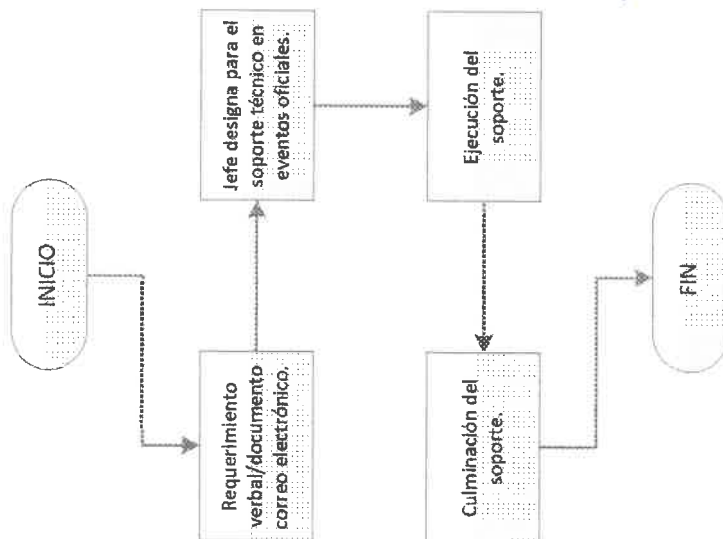 INICIO
Requerimiento
verbal/documento
correo electrónico.
Jefe designa para el
soporte técnico en
eventos oficiales.
Ejecución del
soporte.
Culminación del
soporte.
FIN